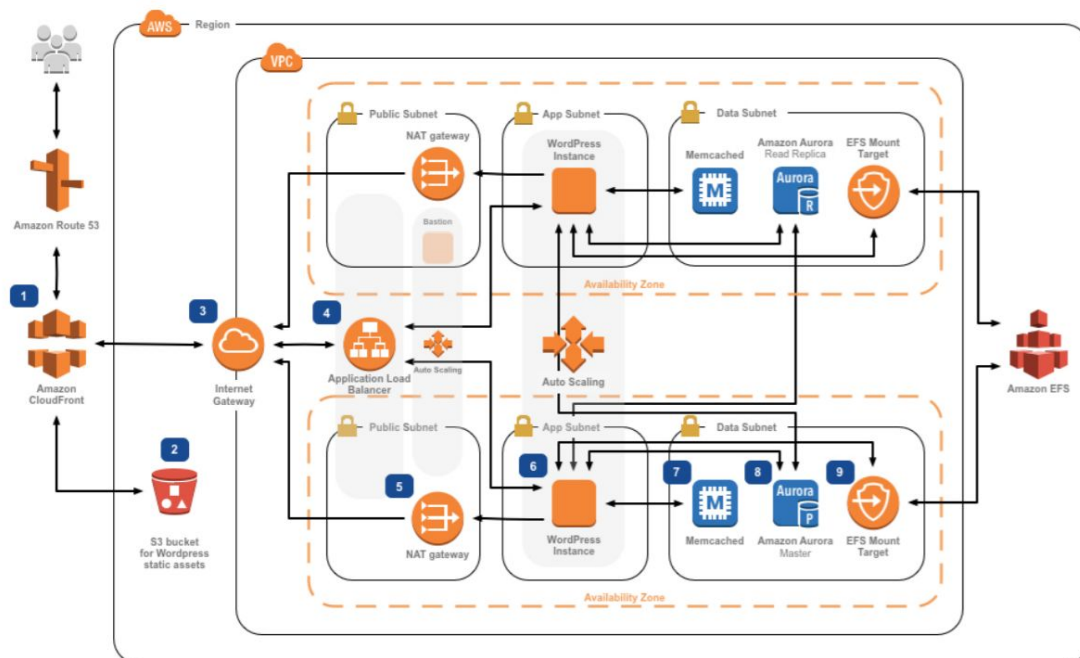 AWS
Region
VPC
Public Subnet
App Subnet
Data Subnet
NAT gateway
WordPress
Instance
Memcached
Amazon Aurora
Read Replica
EFS Mount
Target
M
Aurora
R
Bastion
Availability Zone
Amazon Route 53
1
Amazon
CloudFront
3
Internet
Gateway
4
Application Load
Balancer
Auto Scaling
Auto Scaling
Amazon EFS
2
S3 bucket
for Wordpress
static assets
Public Subnet
App Subnet
Data Subnet
5
NAT gateway
6
WordPress
Instance
7
M
Memcached
8
Aurora
P
Amazon Aurora
Master
9
EFS Mount
Target
Availability Zone